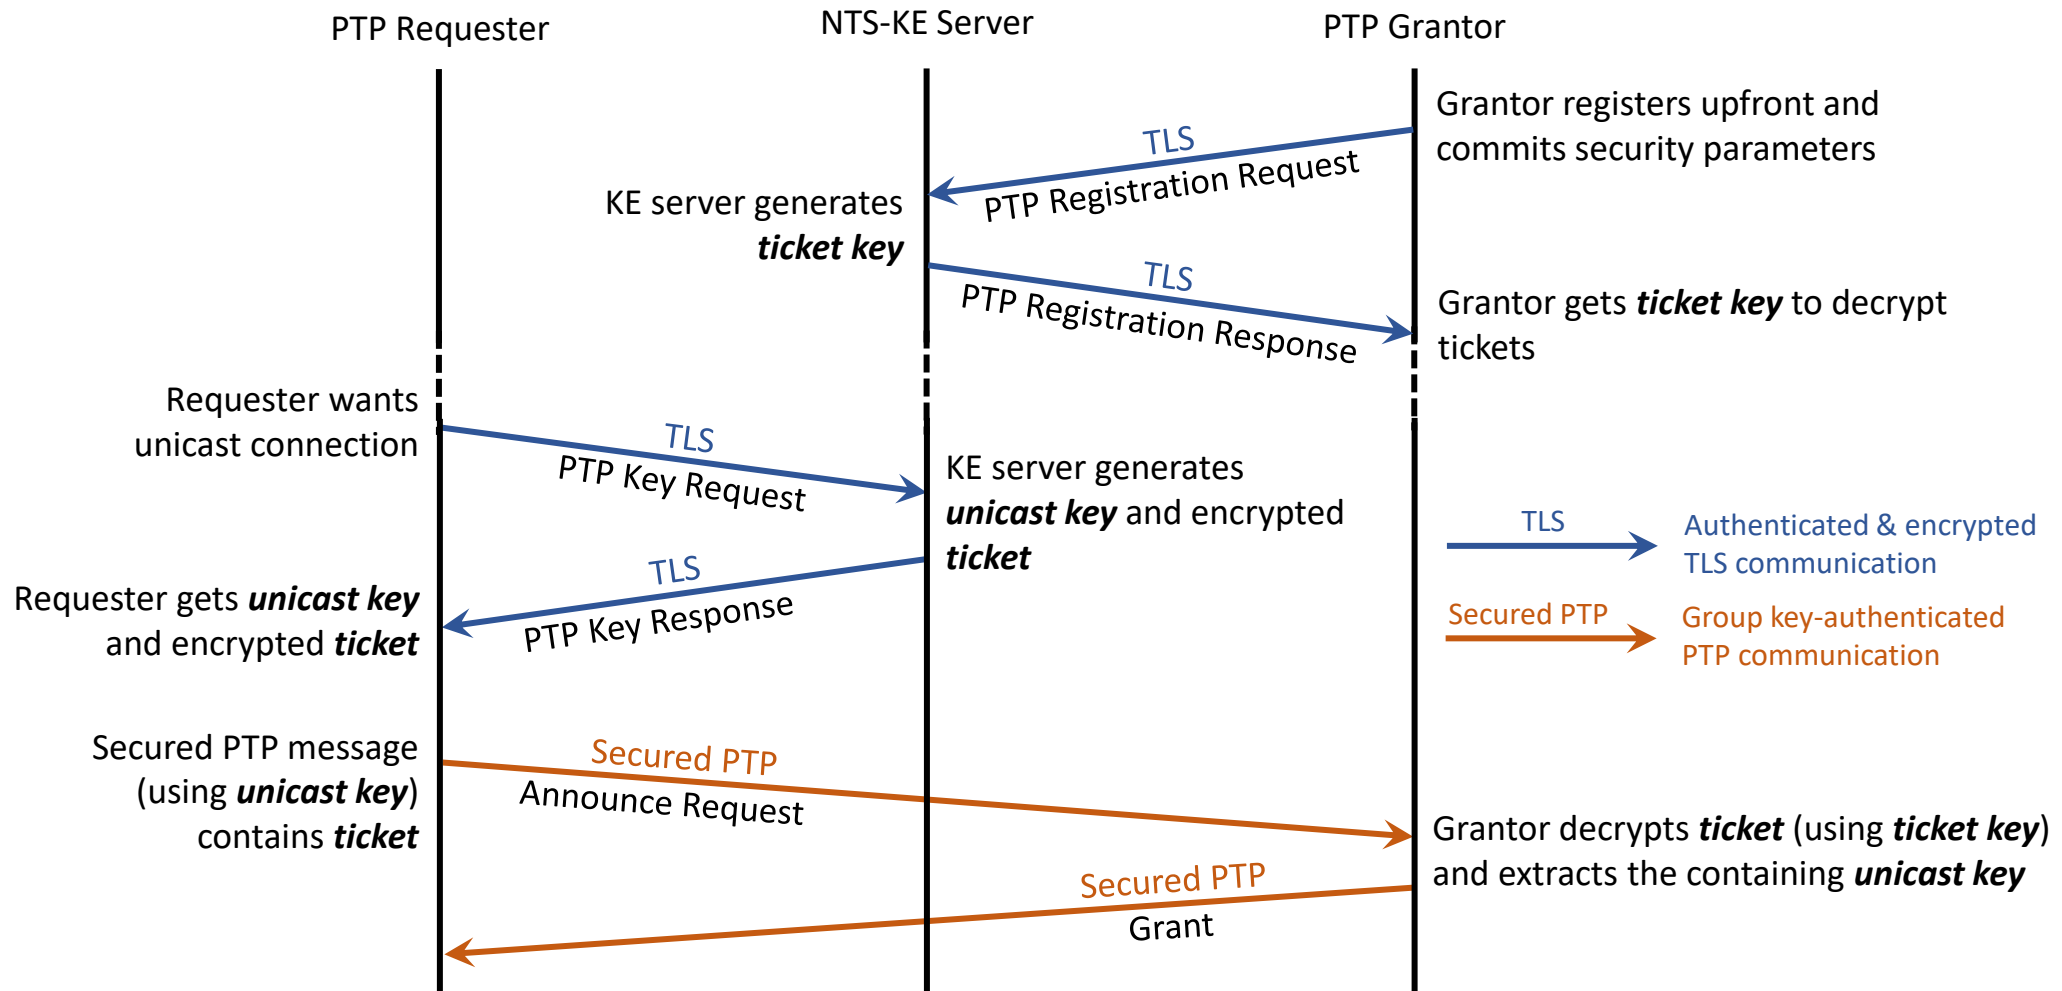 PTP Requester
NTS-KE Server
PTP Grantor
Grantor registers upfront and
commits security parameters
TLS
PTP Registration Request
KE server generates
ticket key
TLS
PTP Registration Response
Grantor gets ticket key to decrypt
tickets
Requester wants
unicast connection
TLS
PTP Key Request
KE server generates
unicast key and encrypted
ticket
TLS
PTP Key Response
Requester gets unicast key
and encrypted ticket
TLS
Authenticated & encrypted
TLS communication
Secured PTP
Group key-authenticated
PTP communication
Secured PTP message
(using unicast key)
contains ticket
Secured PTP
Announce Request
Grantor decrypts ticket (using ticket key)
and extracts the containing unicast key
Secured PTP
Grant